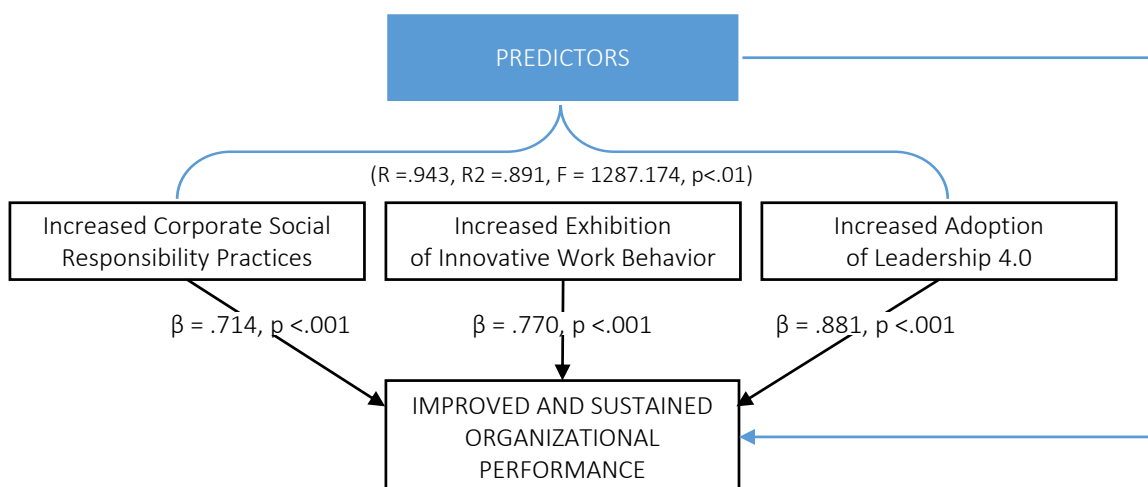 PREDICTORS
(R =.943, R2 =.891, F = 1287.174, p<.01)
Increased Corporate Social
Responsibility Practices
Increased Exhibition
of Innovative Work Behavior
Increased Adoption
of Leadership 4.0
β = .714, p <.001
β = .770, p <.001
β = .881, p <.001
IMPROVED AND SUSTAINED
ORGANIZATIONAL
PERFORMANCE